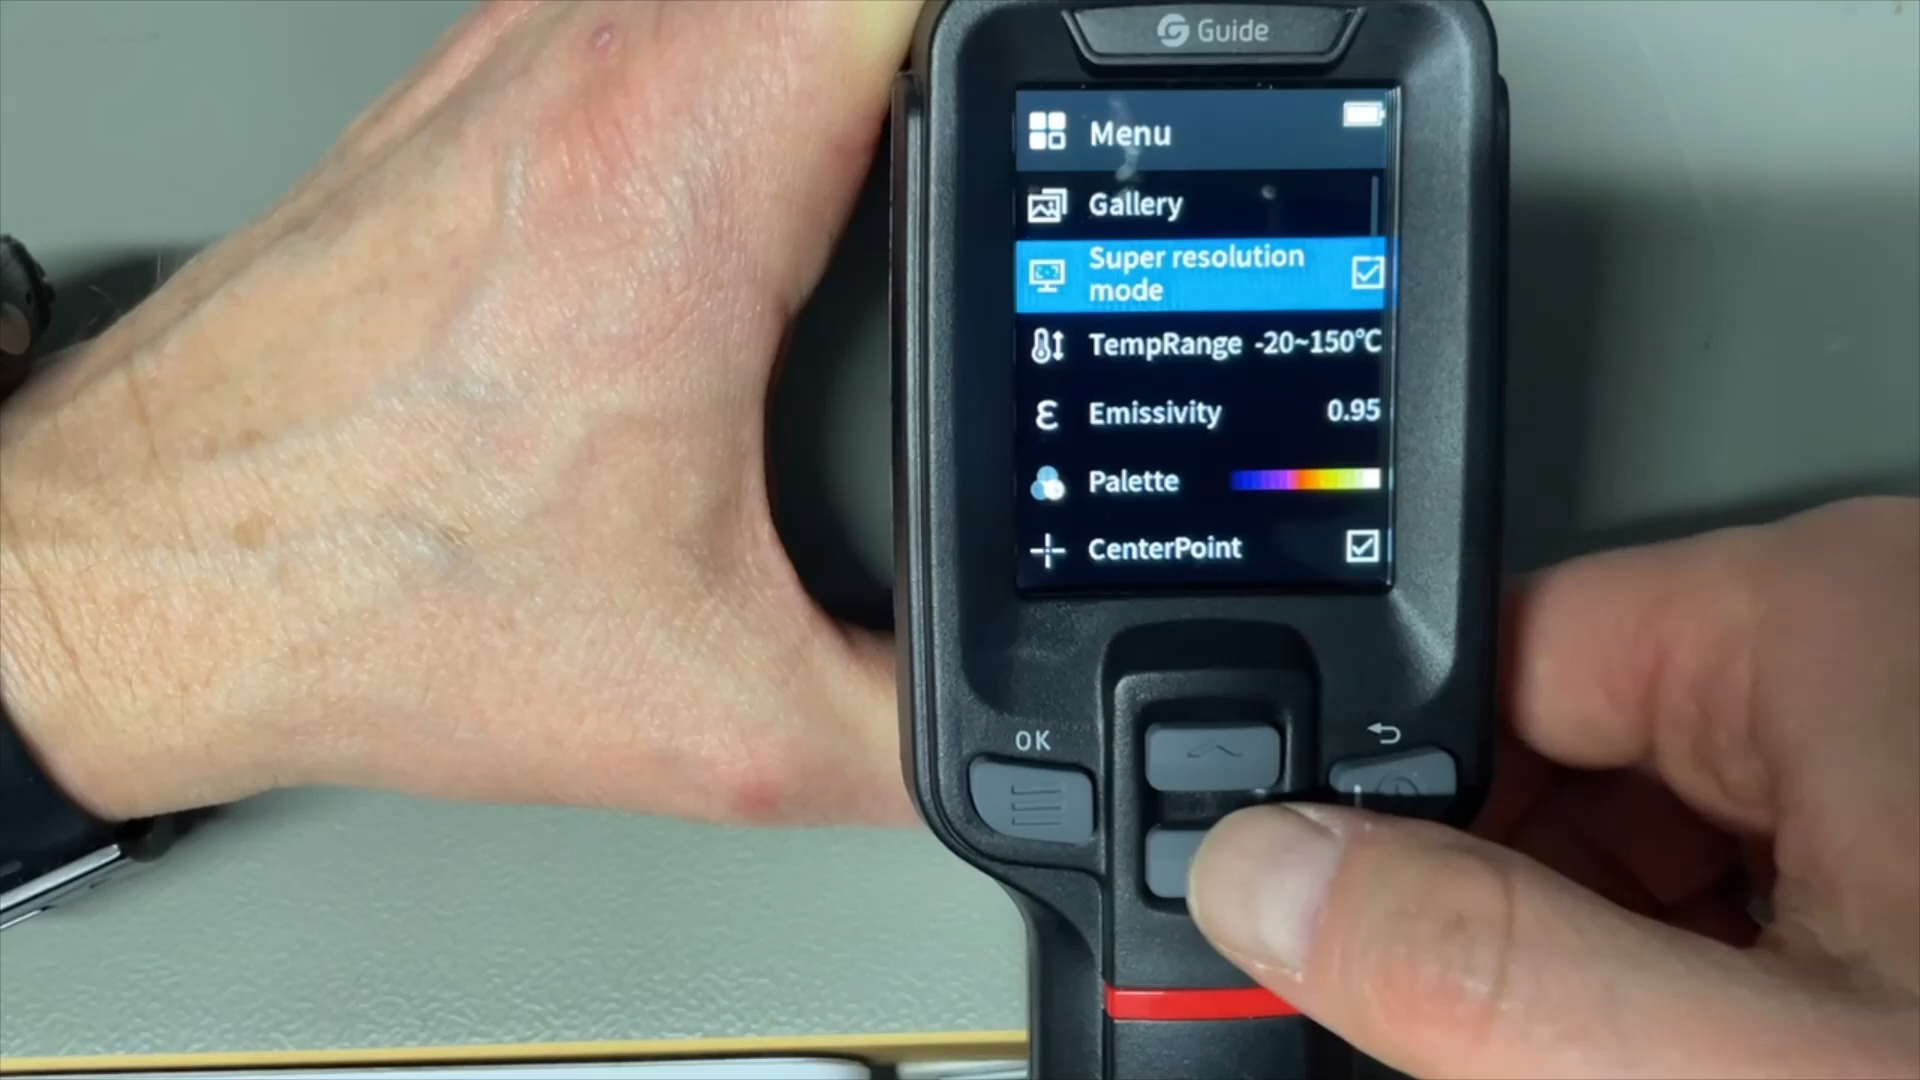 Guide
Menu
Gallery
Super resolution
mode
TempRange -20~150°C
ε Emissivity 0.95
Palette
CenterPoint
OK